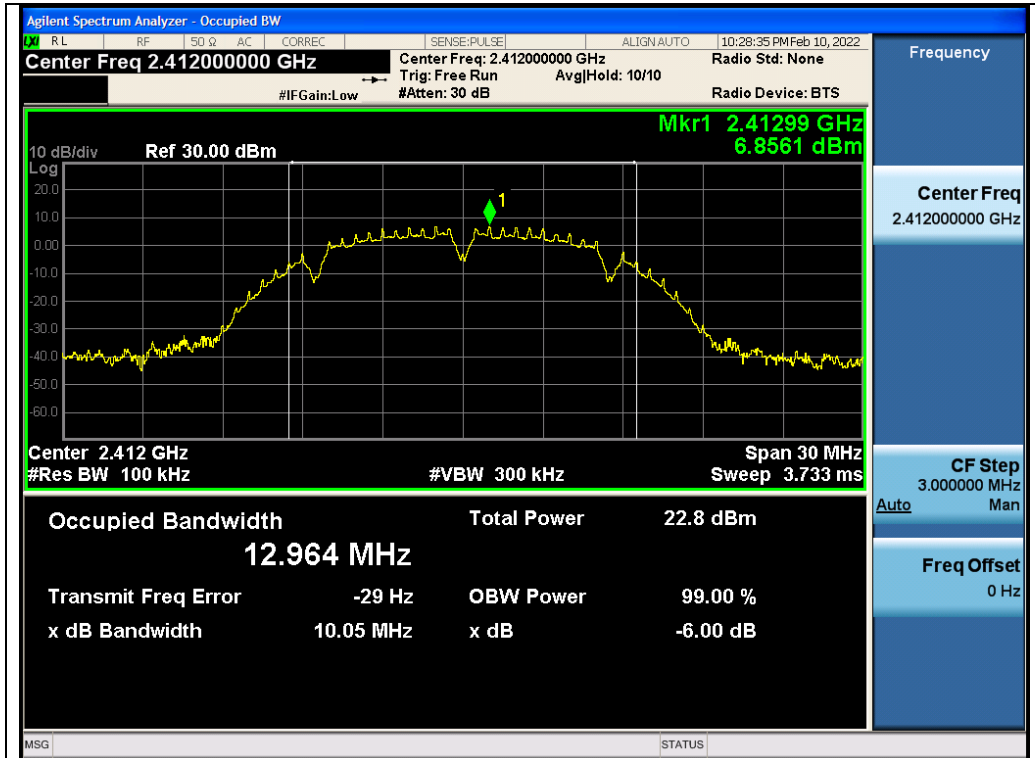 Agilent Spectrum Analyzer - Occupied BW
LXI RL RF 50 Ω AC CORREC SENSE:PULSE ALIGN AUTO 10:28:35 PM Feb 10, 2022
Center Freq 2.412000000 GHz
Center Freq: 2.412000000 GHz Radio Std: None
Trig: Free Run Avg|Hold: 10/10
#IFGain:Low #Atten: 30 dB Radio Device: BTS
Mkr1 2.41299 GHz
6.8561 dBm
10 dB/div Ref 30.00 dBm
Log
20.0
10.0
0.00
-10.0
-20.0
-30.0
-40.0
-50.0
-60.0
1
Center 2.412 GHz Span 30 MHz
#Res BW 100 kHz #VBW 300 kHz Sweep 3.733 ms
Occupied Bandwidth Total Power 22.8 dBm
12.964 MHz
Transmit Freq Error -29 Hz OBW Power 99.00 %
x dB Bandwidth 10.05 MHz x dB -6.00 dB
MSG STATUS
Frequency
Center Freq
2.412000000 GHz
CF Step
3.000000 MHz
Auto Man
Freq Offset
0 Hz